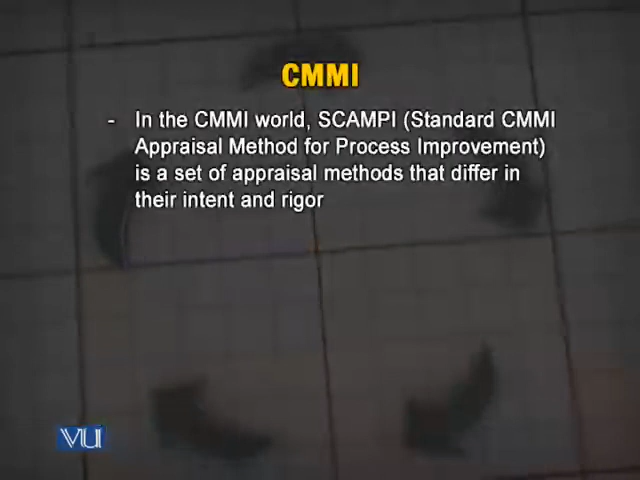 CMMI
- In the CMMI world, SCAMPI (Standard CMMI
Appraisal Method for Process Improvement)
is a set of appraisal methods that differ in
their intent and rigor
VU